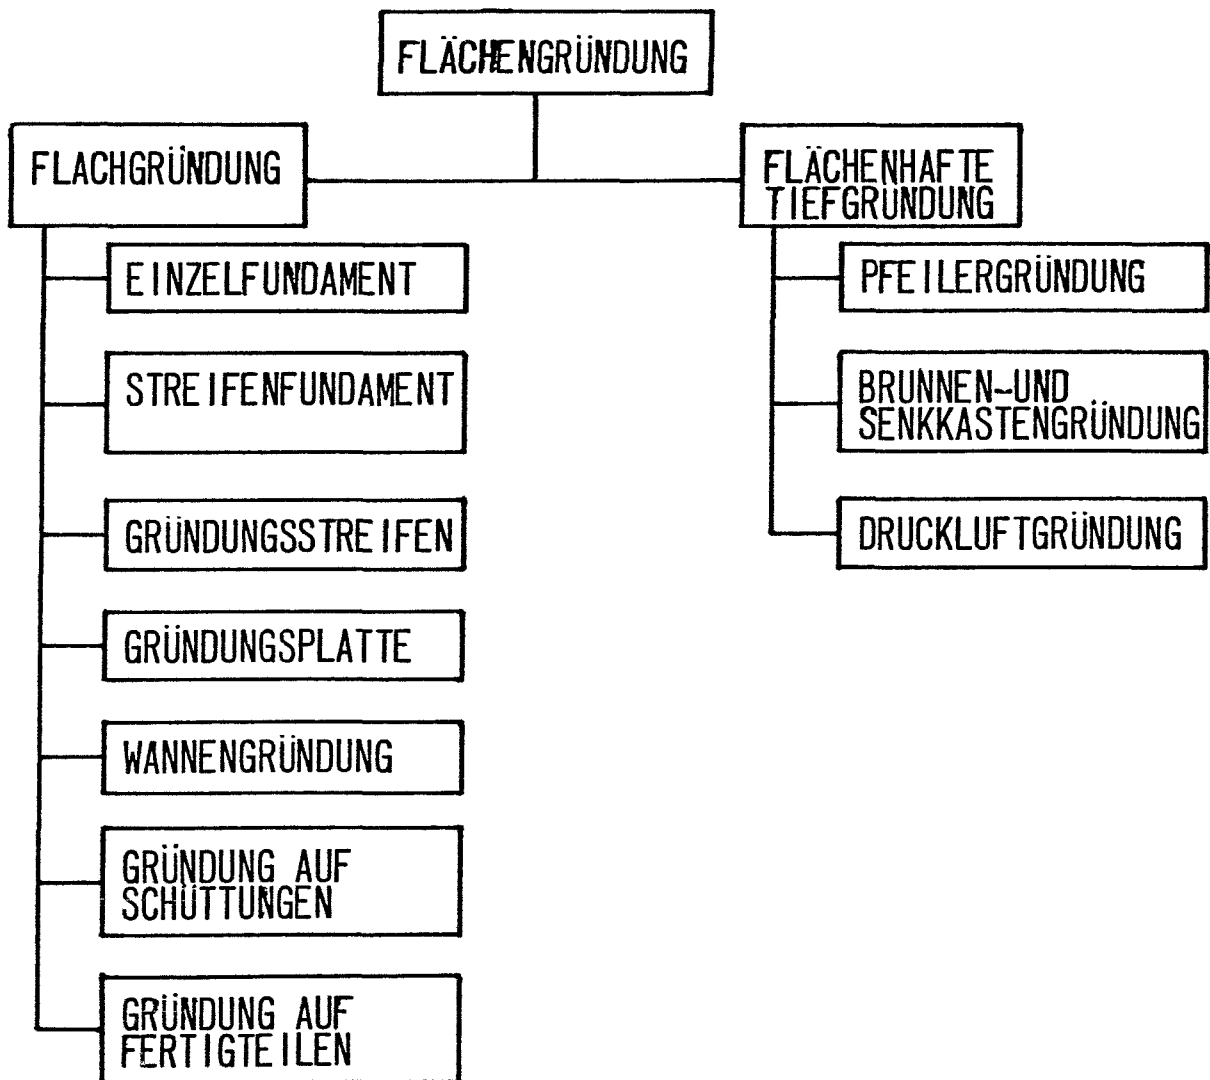 FLÄCHENGRÜNDUNG
FLACHGRÜNDUNG
EINZELFUNDAMENT
STREIFENFUNDAMENT
GRÜNDUNGSSTREIFEN
GRÜNDUNGSPLATTE
WANNENGRÜNDUNG
GRÜNDUNG AUF
SCHÜTTUNGEN
GRÜNDUNG AUF
FERTIGTEILEN
FLÄCHENHAFTE
TIEFGRÜNDUNG
PFEILERGRÜNDUNG
BRUNNEN-UND
SENKKASTENGRÜNDUNG
DRUCKLUFTGRÜNDUNG